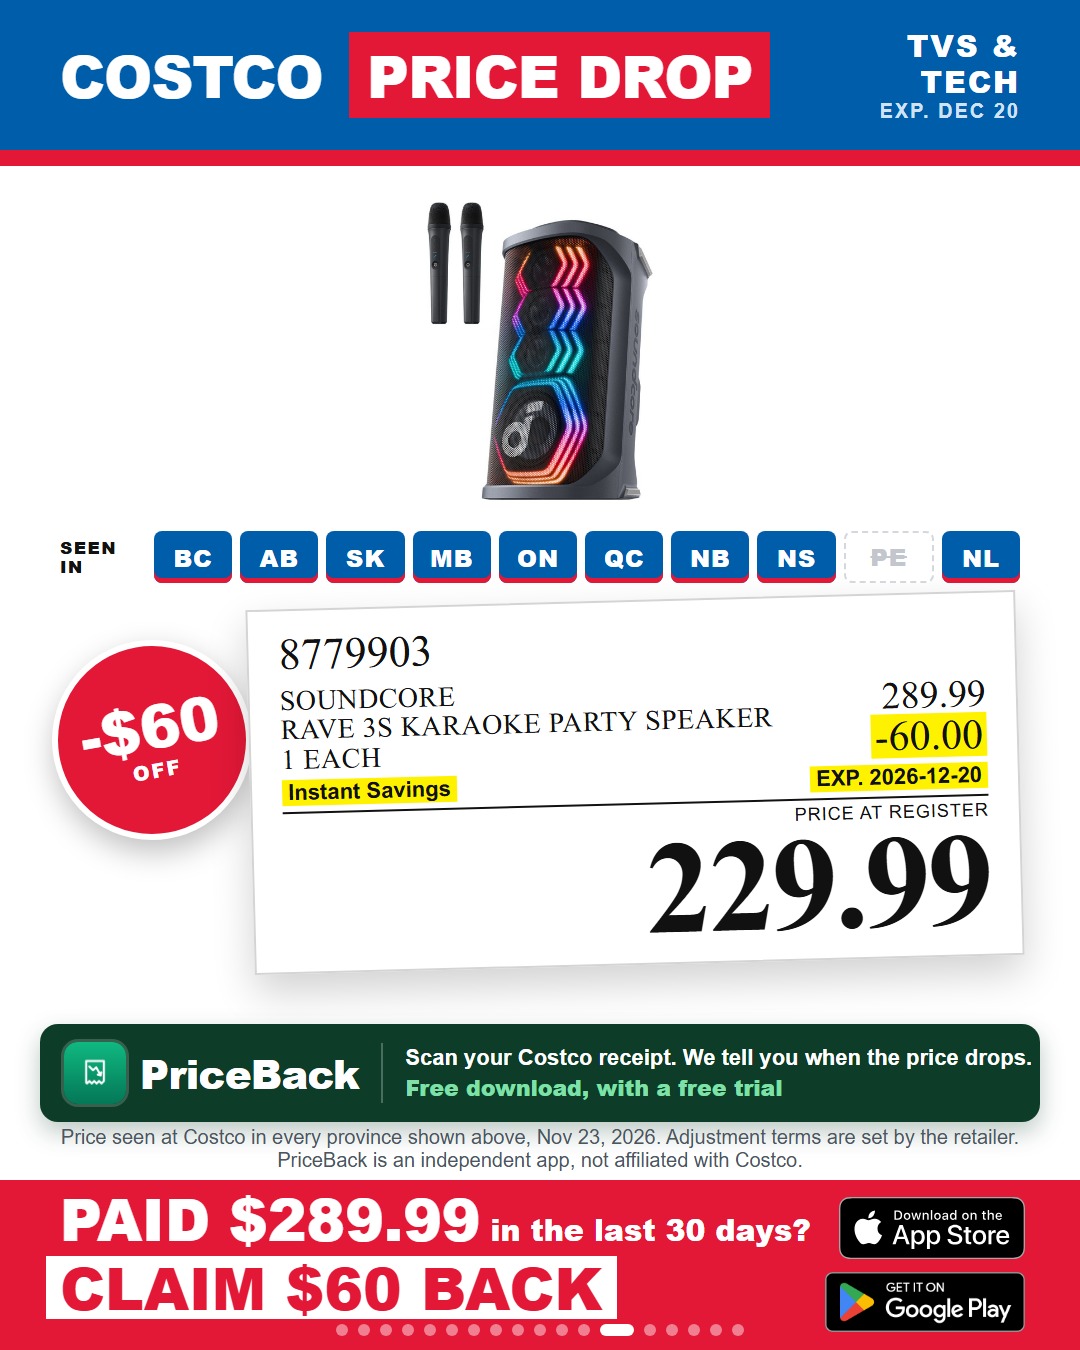 COSTCO PRICE DROP
TVS &
TECH
EXP. DEC 20
soundcore
SEEN
IN
BC AB SK MB ON QC NB NS PE NL
8779903
SOUNDCORE
RAVE 3S KARAOKE PARTY SPEAKER
1 EACH
Instant Savings
289.99
-60.00
EXP. 2026-12-20
PRICE AT REGISTER
229.99
-$60
OFF
PriceBack
Scan your Costco receipt. We tell you when the price drops.
Free download, with a free trial
Price seen at Costco in every province shown above, Nov 23, 2026. Adjustment terms are set by the retailer.
PriceBack is an independent app, not affiliated with Costco.
PAID $289.99 in the last 30 days?
CLAIM $60 BACK
Download on the
App Store
GET IT ON
Google Play